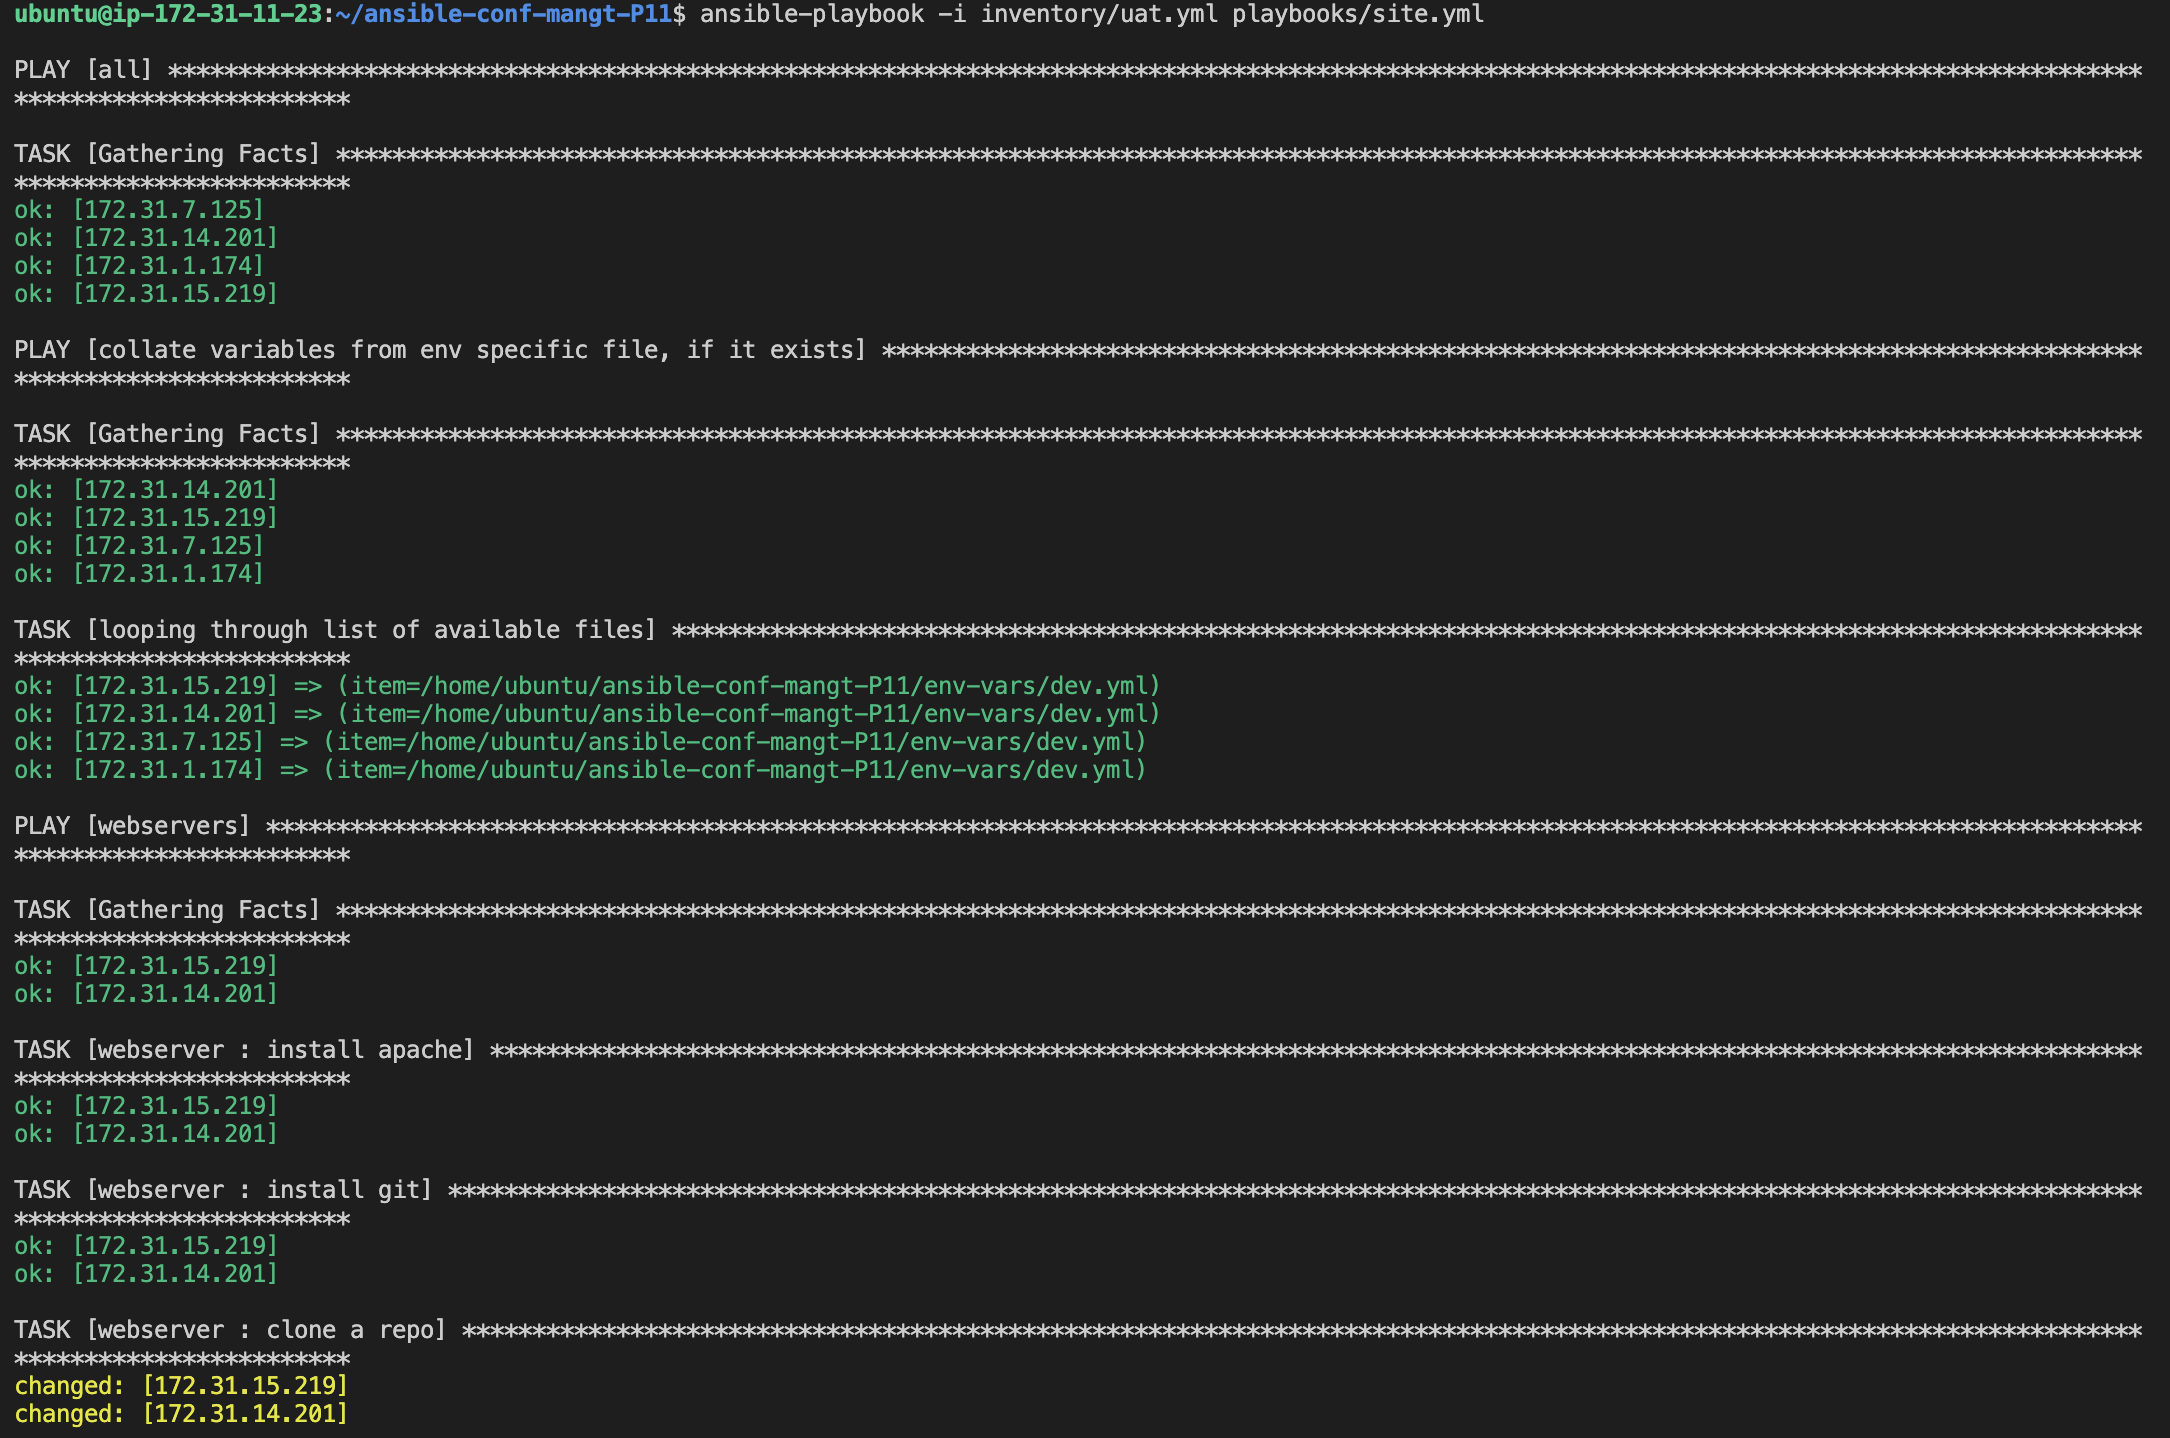 ubuntu@ip-172-31-11-23:~/ansible-conf-mangt-P11$ ansible-playbook -i inventory/uat.yml playbooks/site.yml
PLAY [all] *********************************************************************************************************************************************
************************
TASK [Gathering Facts] *********************************************************************************************************************************
************************
ok: [172.31.7.125]
ok: [172.31.14.201]
ok: [172.31.1.174]
ok: [172.31.15.219]
PLAY [collate variables from env specific file, if it exists] ******************************************************************************************
************************
TASK [Gathering Facts] *********************************************************************************************************************************
************************
ok: [172.31.14.201]
ok: [172.31.15.219]
ok: [172.31.7.125]
ok: [172.31.1.174]
TASK [looping through list of available files] *********************************************************************************************************
************************
ok: [172.31.15.219] => (item=/home/ubuntu/ansible-conf-mangt-P11/env-vars/dev.yml)
ok: [172.31.14.201] => (item=/home/ubuntu/ansible-conf-mangt-P11/env-vars/dev.yml)
ok: [172.31.7.125] => (item=/home/ubuntu/ansible-conf-mangt-P11/env-vars/dev.yml)
ok: [172.31.1.174] => (item=/home/ubuntu/ansible-conf-mangt-P11/env-vars/dev.yml)
PLAY [webservers] **************************************************************************************************************************************
************************
TASK [Gathering Facts] *********************************************************************************************************************************
************************
ok: [172.31.15.219]
ok: [172.31.14.201]
TASK [webserver : install apache] **********************************************************************************************************************
************************
ok: [172.31.15.219]
ok: [172.31.14.201]
TASK [webserver : install git] *************************************************************************************************************************
************************
ok: [172.31.15.219]
ok: [172.31.14.201]
TASK [webserver : clone a repo] ************************************************************************************************************************
************************
changed: [172.31.15.219]
changed: [172.31.14.201]